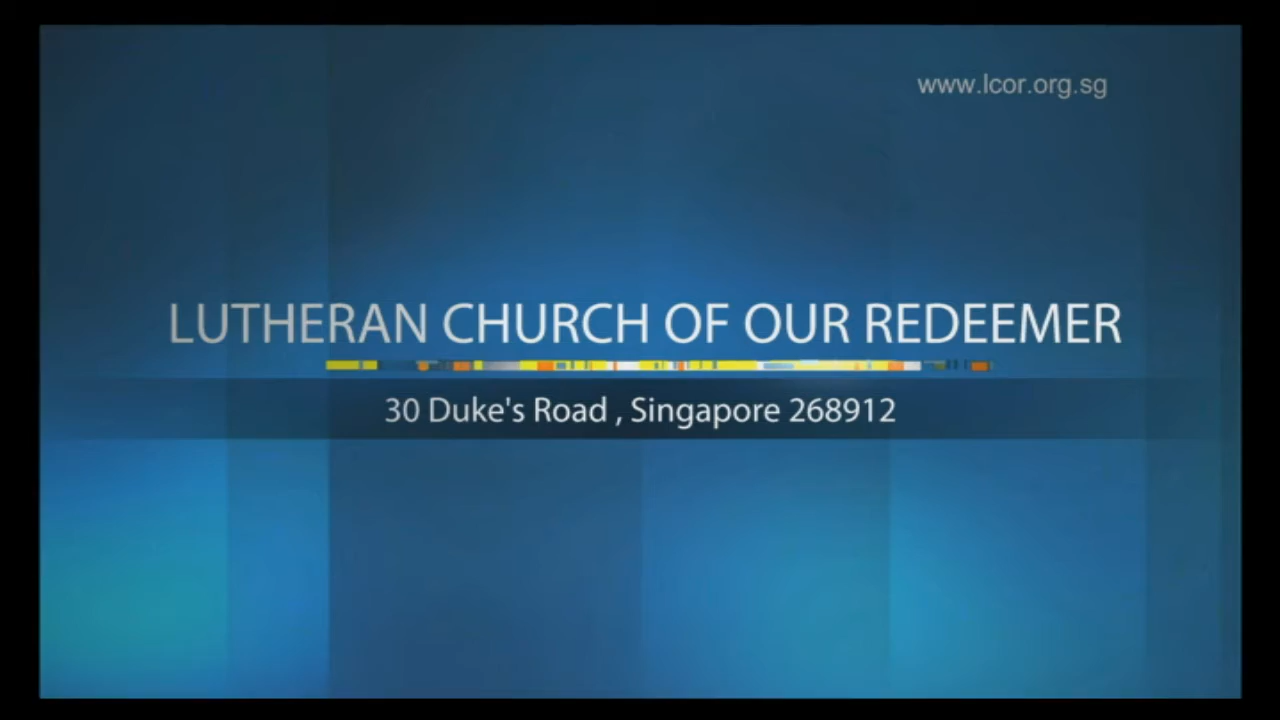 www.lcor.org.sg
LUTHERAN CHURCH OF OUR REDEEMER
30 Duke's Road , Singapore 268912